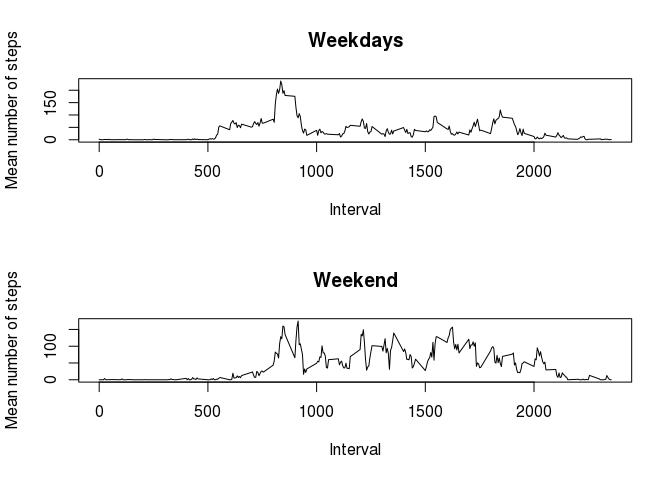 Weekdays
Mean number of steps
150
0
0 500 1000 1500 2000
Interval
Weekend
Mean number of steps
100
0
0 500 1000 1500 2000
Interval